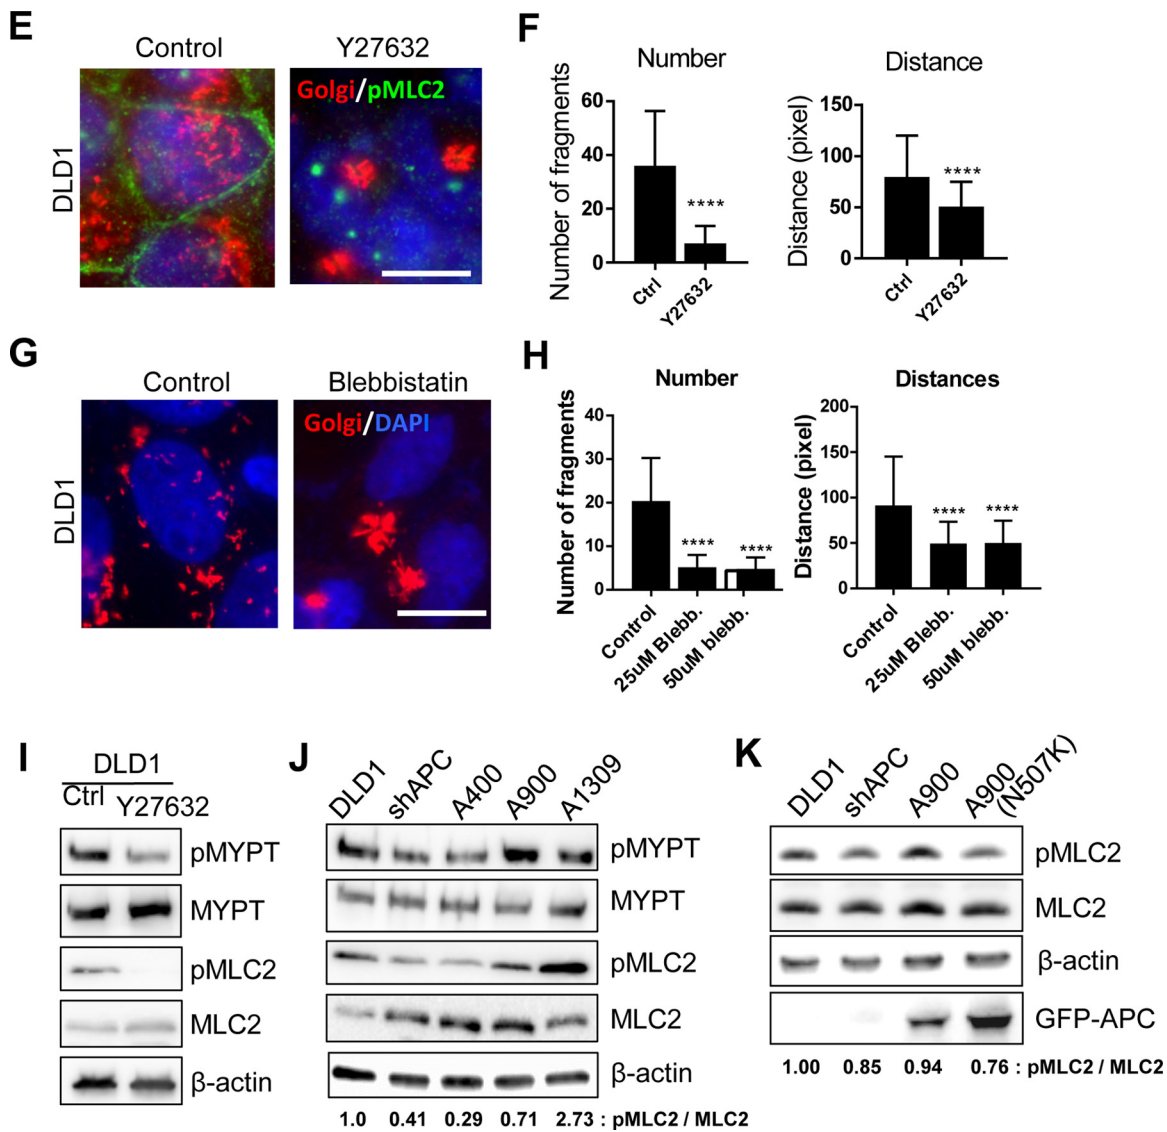 E
Control
Y27632
DLD1
Golgi/pMLC2
F
Number
Number of fragments
60
40
20
0
Ctrl
Y27632
****
Distance
Distance (pixel)
150
100
50
0
Ctrl
Y27632
****
G
Control
Blebbistatin
DLD1
Golgi/DAPI
H
Number
Number of fragments
40
30
20
10
0
Control
25uM Blebb.
50uM blebb.
****
****
Distances
Distance (pixel)
200
150
100
50
0
Control
25uM Blebb.
50uM blebb.
****
****
I
DLD1
Ctrl
Y27632
pMYPT
MYPT
pMLC2
MLC2
β-actin
J
DLD1
shAPC
A400
A900
A1309
pMYPT
MYPT
pMLC2
MLC2
β-actin
1.0 0.41 0.29 0.71 2.73 : pMLC2 / MLC2
K
DLD1
shAPC
A900
A900
(N507K)
pMLC2
MLC2
β-actin
GFP-APC
1.00 0.85 0.94 0.76 : pMLC2 / MLC2